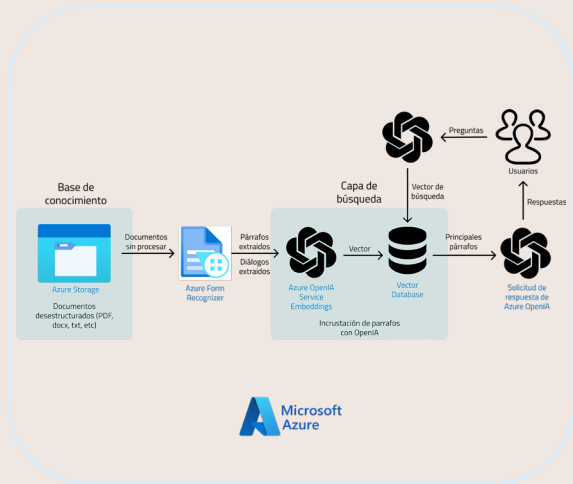 Preguntas
Usuarios
Base de
conocimiento
Capa de
búsqueda
Vector de
búsqueda
Respuestas
Documentos
sin procesar
Párrafos
extraidos
Diálogos
extraidos
Vector
Principales
párrafos
Azure Storage
Azure Form
Recognizer
Azure OpenIA
Service
Embeddings
Vector
Database
Solicitud de
respuesta de
Azure OpenIA
Documentos
desestructurados (PDF,
docx, txt, etc)
Incrustación de parrafos
con OpenIA
Microsoft
Azure